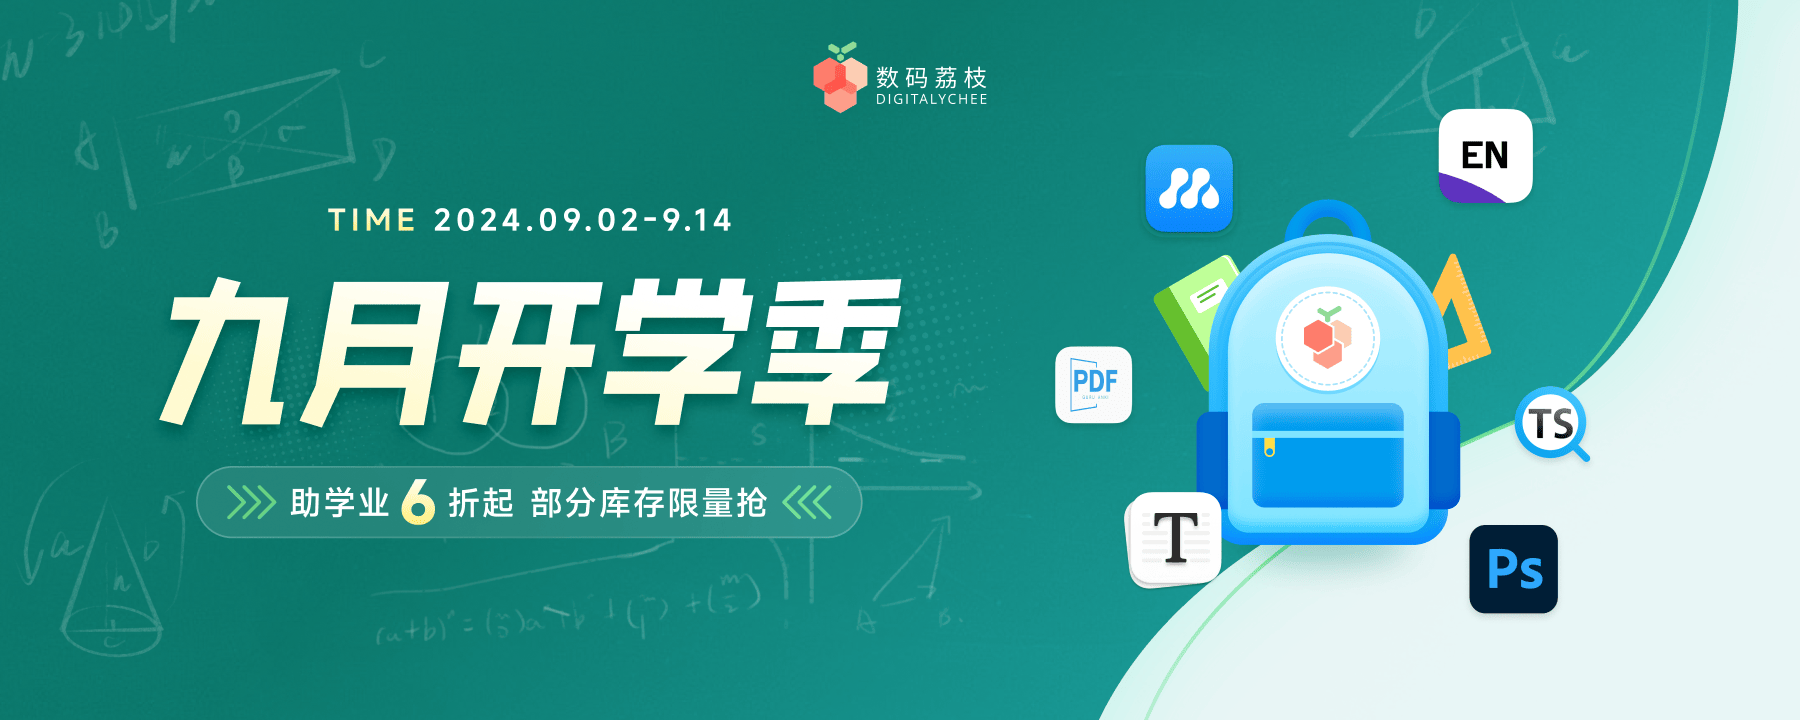 数码荔枝
DIGITALYCHEE
TIME 2024.09.02-9.14
九月开学季
助学业6折起 部分库存限量抢
EN
PDF
TS
T
Ps
A
B
C
D
B
A
B.